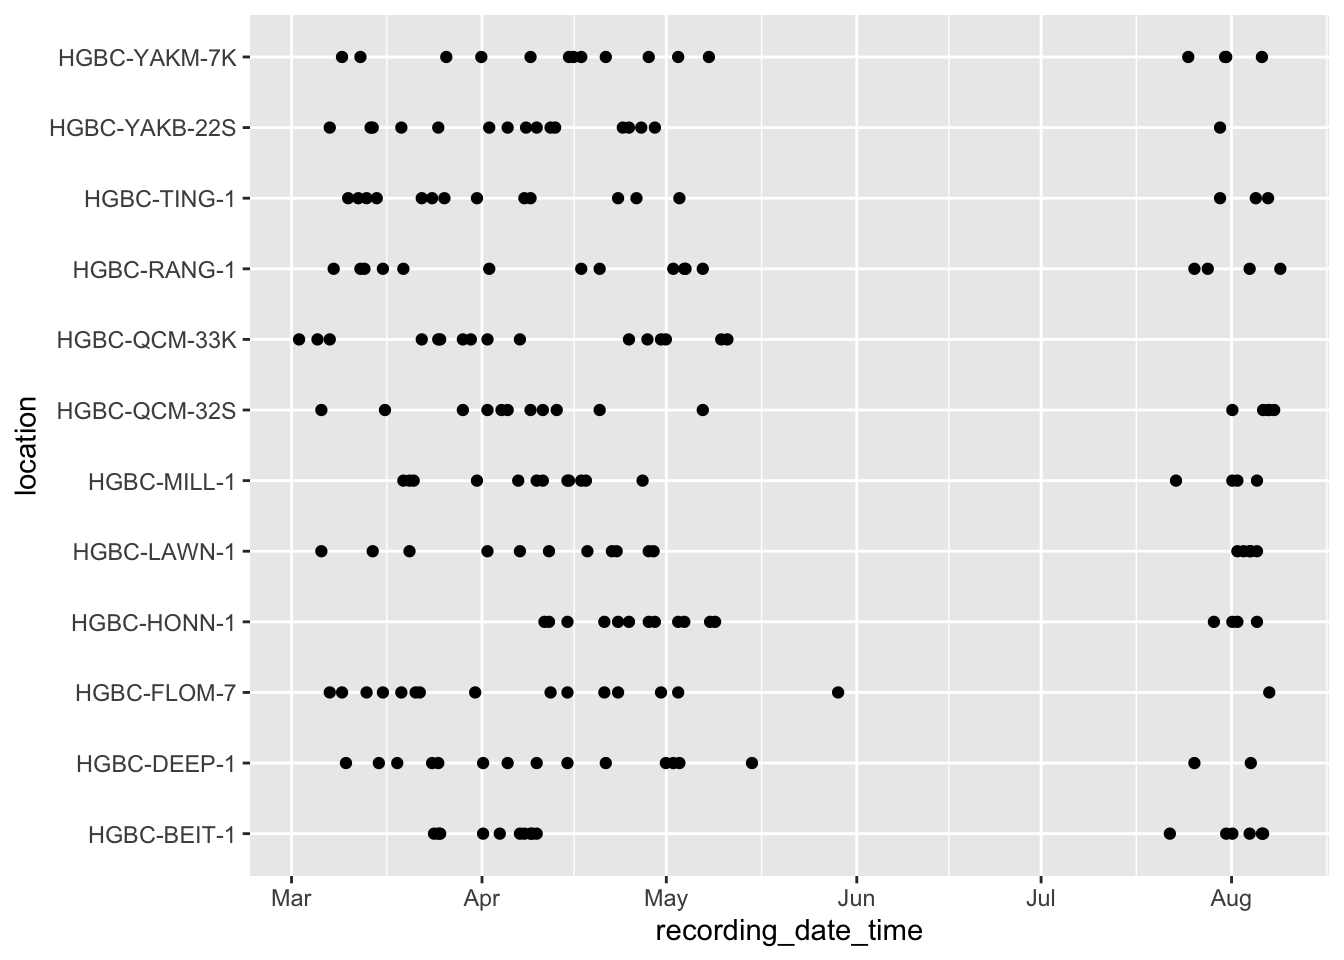 HGBC-YAKM-7K
HGBC-YAKB-22S
HGBC-TING-1
HGBC-RANG-1
HGBC-QCM-33K
HGBC-QCM-32S
HGBC-MILL-1
HGBC-LAWN-1
HGBC-HONN-1
HGBC-FLOM-7
HGBC-DEEP-1
HGBC-BEIT-1
location
Mar Apr May Jun Jul Aug
recording_date_time